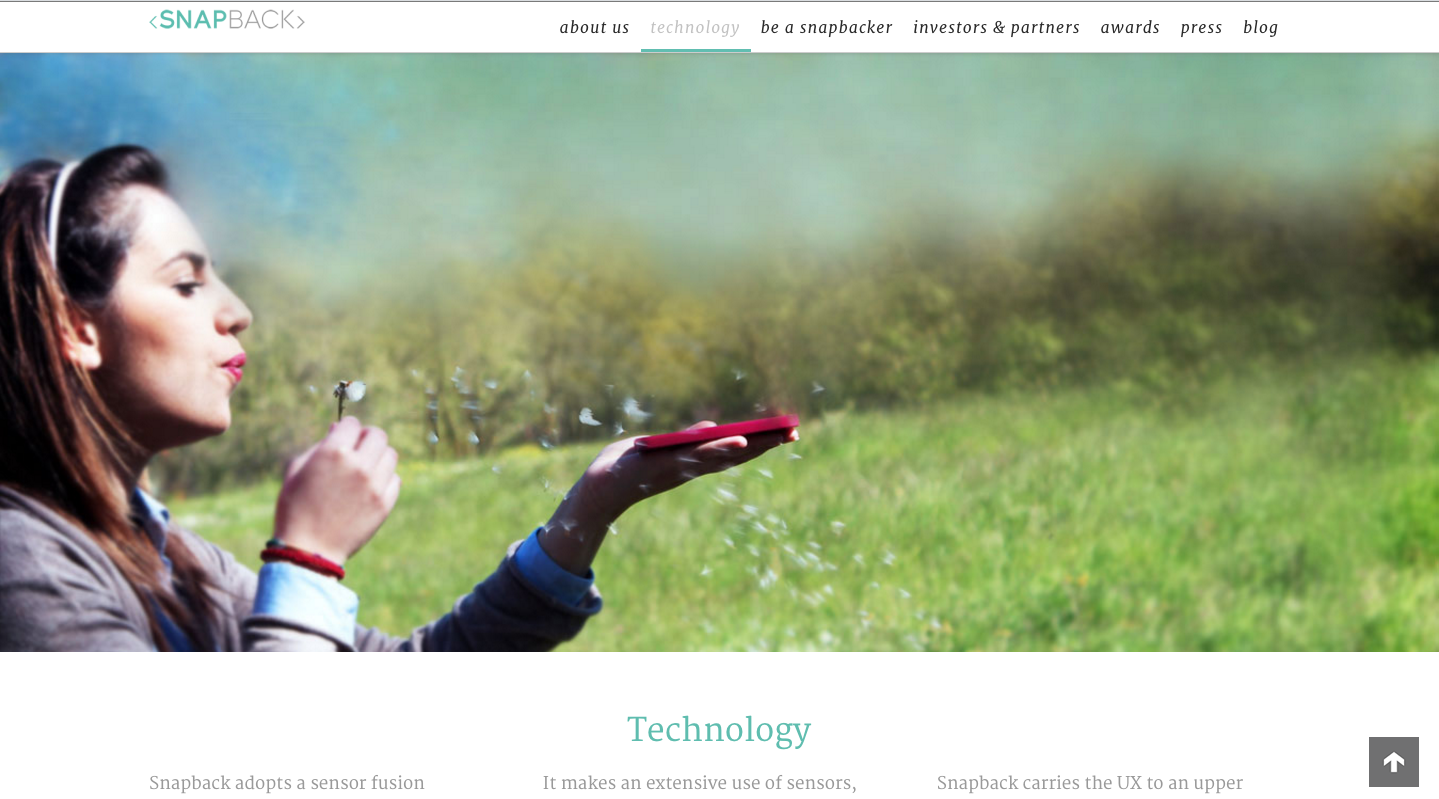 <SNAPBACK>
about us technology be a snapbacker investors & partners awards press blog
Technology
Snapback adopts a sensor fusion
It makes an extensive use of sensors,
Snapback carries the UX to an upper